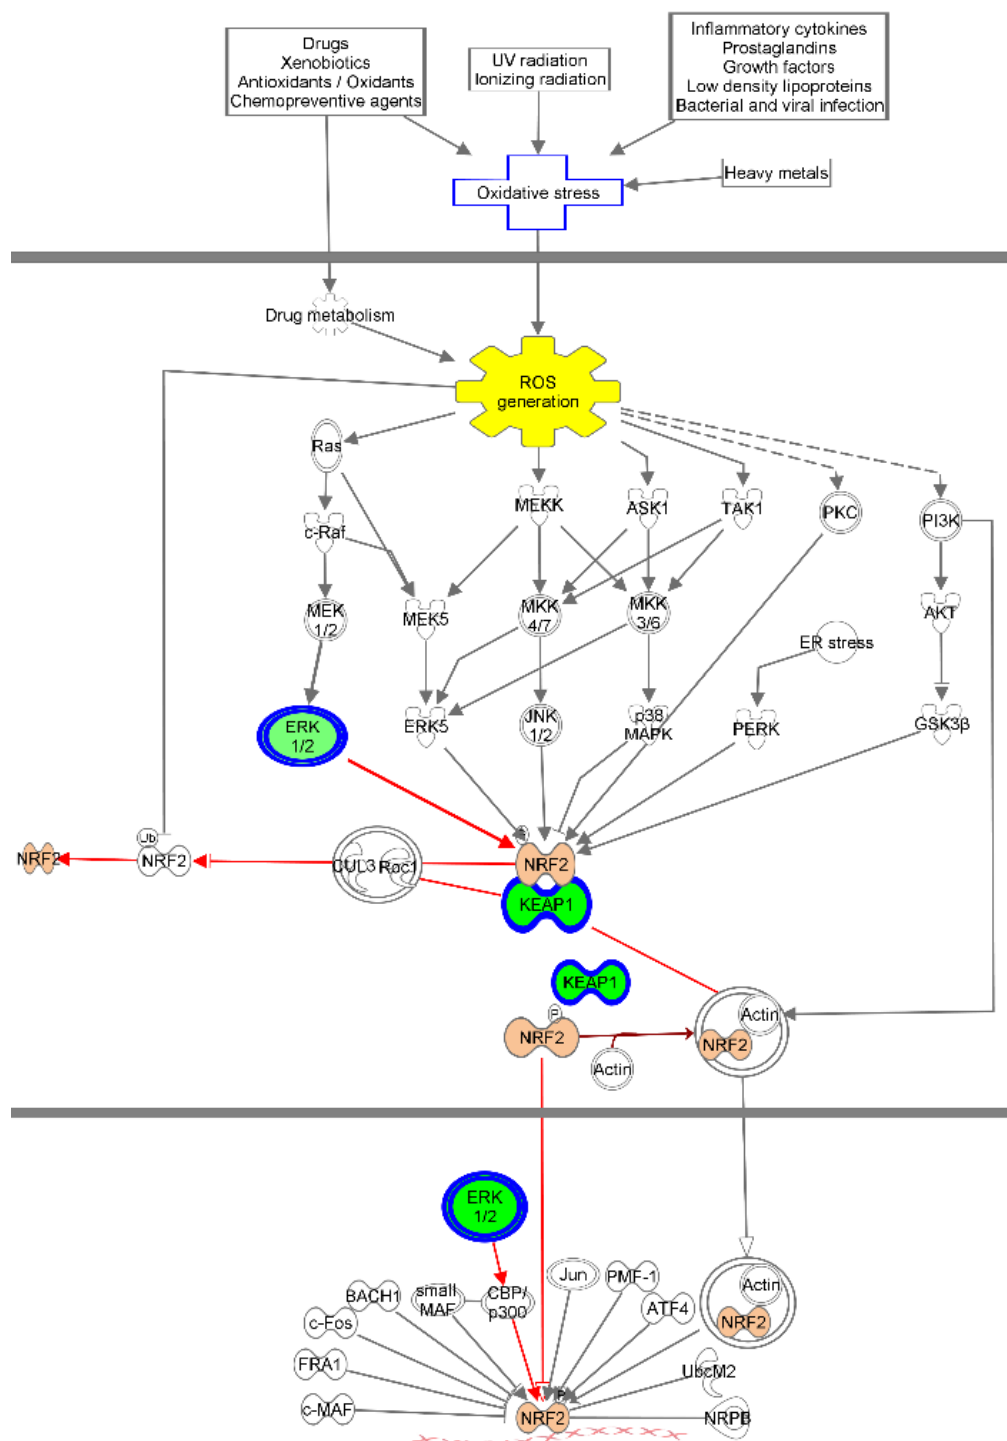 Drugs
Xenobiotics
Antioxidants / Oxidants
Chemopreventive agents
UV radiation
Ionizing radiation
Inflammatory cytokines
Prostaglandins
Growth factors
Low density lipoproteins
Bacterial and viral infection
Heavy metals
Oxidative stress
Drug metabolism
ROS
generation
Ras
MEKK
ASK1
TAK1
PKC
PI3K
c-Raf
MEK
1/2
MEK5
MKK
4/7
MKK
3/6
AKT
ER stress
ERK
1/2
ERK5
JNK
1/2
p38
MAPK
PERK
GSK3β
Ub
NRF2
NRF2
CUL3
Roc1
NRF2
KEAP1
KEAP1
P
NRF2
Actin
Actin
NRF2
ERK
1/2
Jun
PMF-1
Actin
NRF2
small
MAF
CBP/
p300
BACH1
ATF4
c-Fos
FRA1
UbcM2
c-MAF
P
NRF2
NRPB